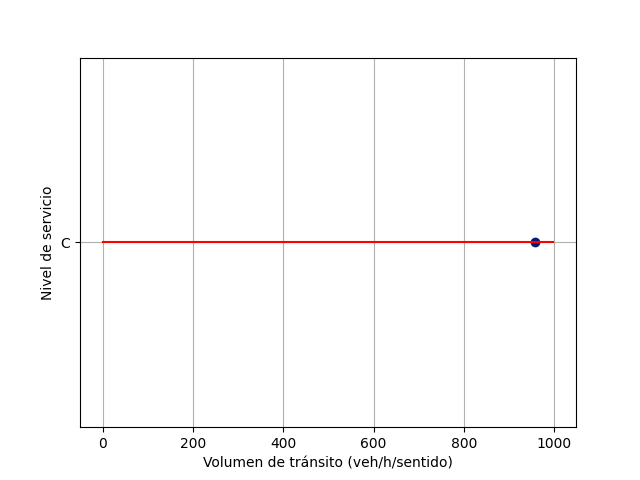 Nivel de servicio
C
0 200 400 600 800 1000
Volumen de tránsito (veh/h/sentido)